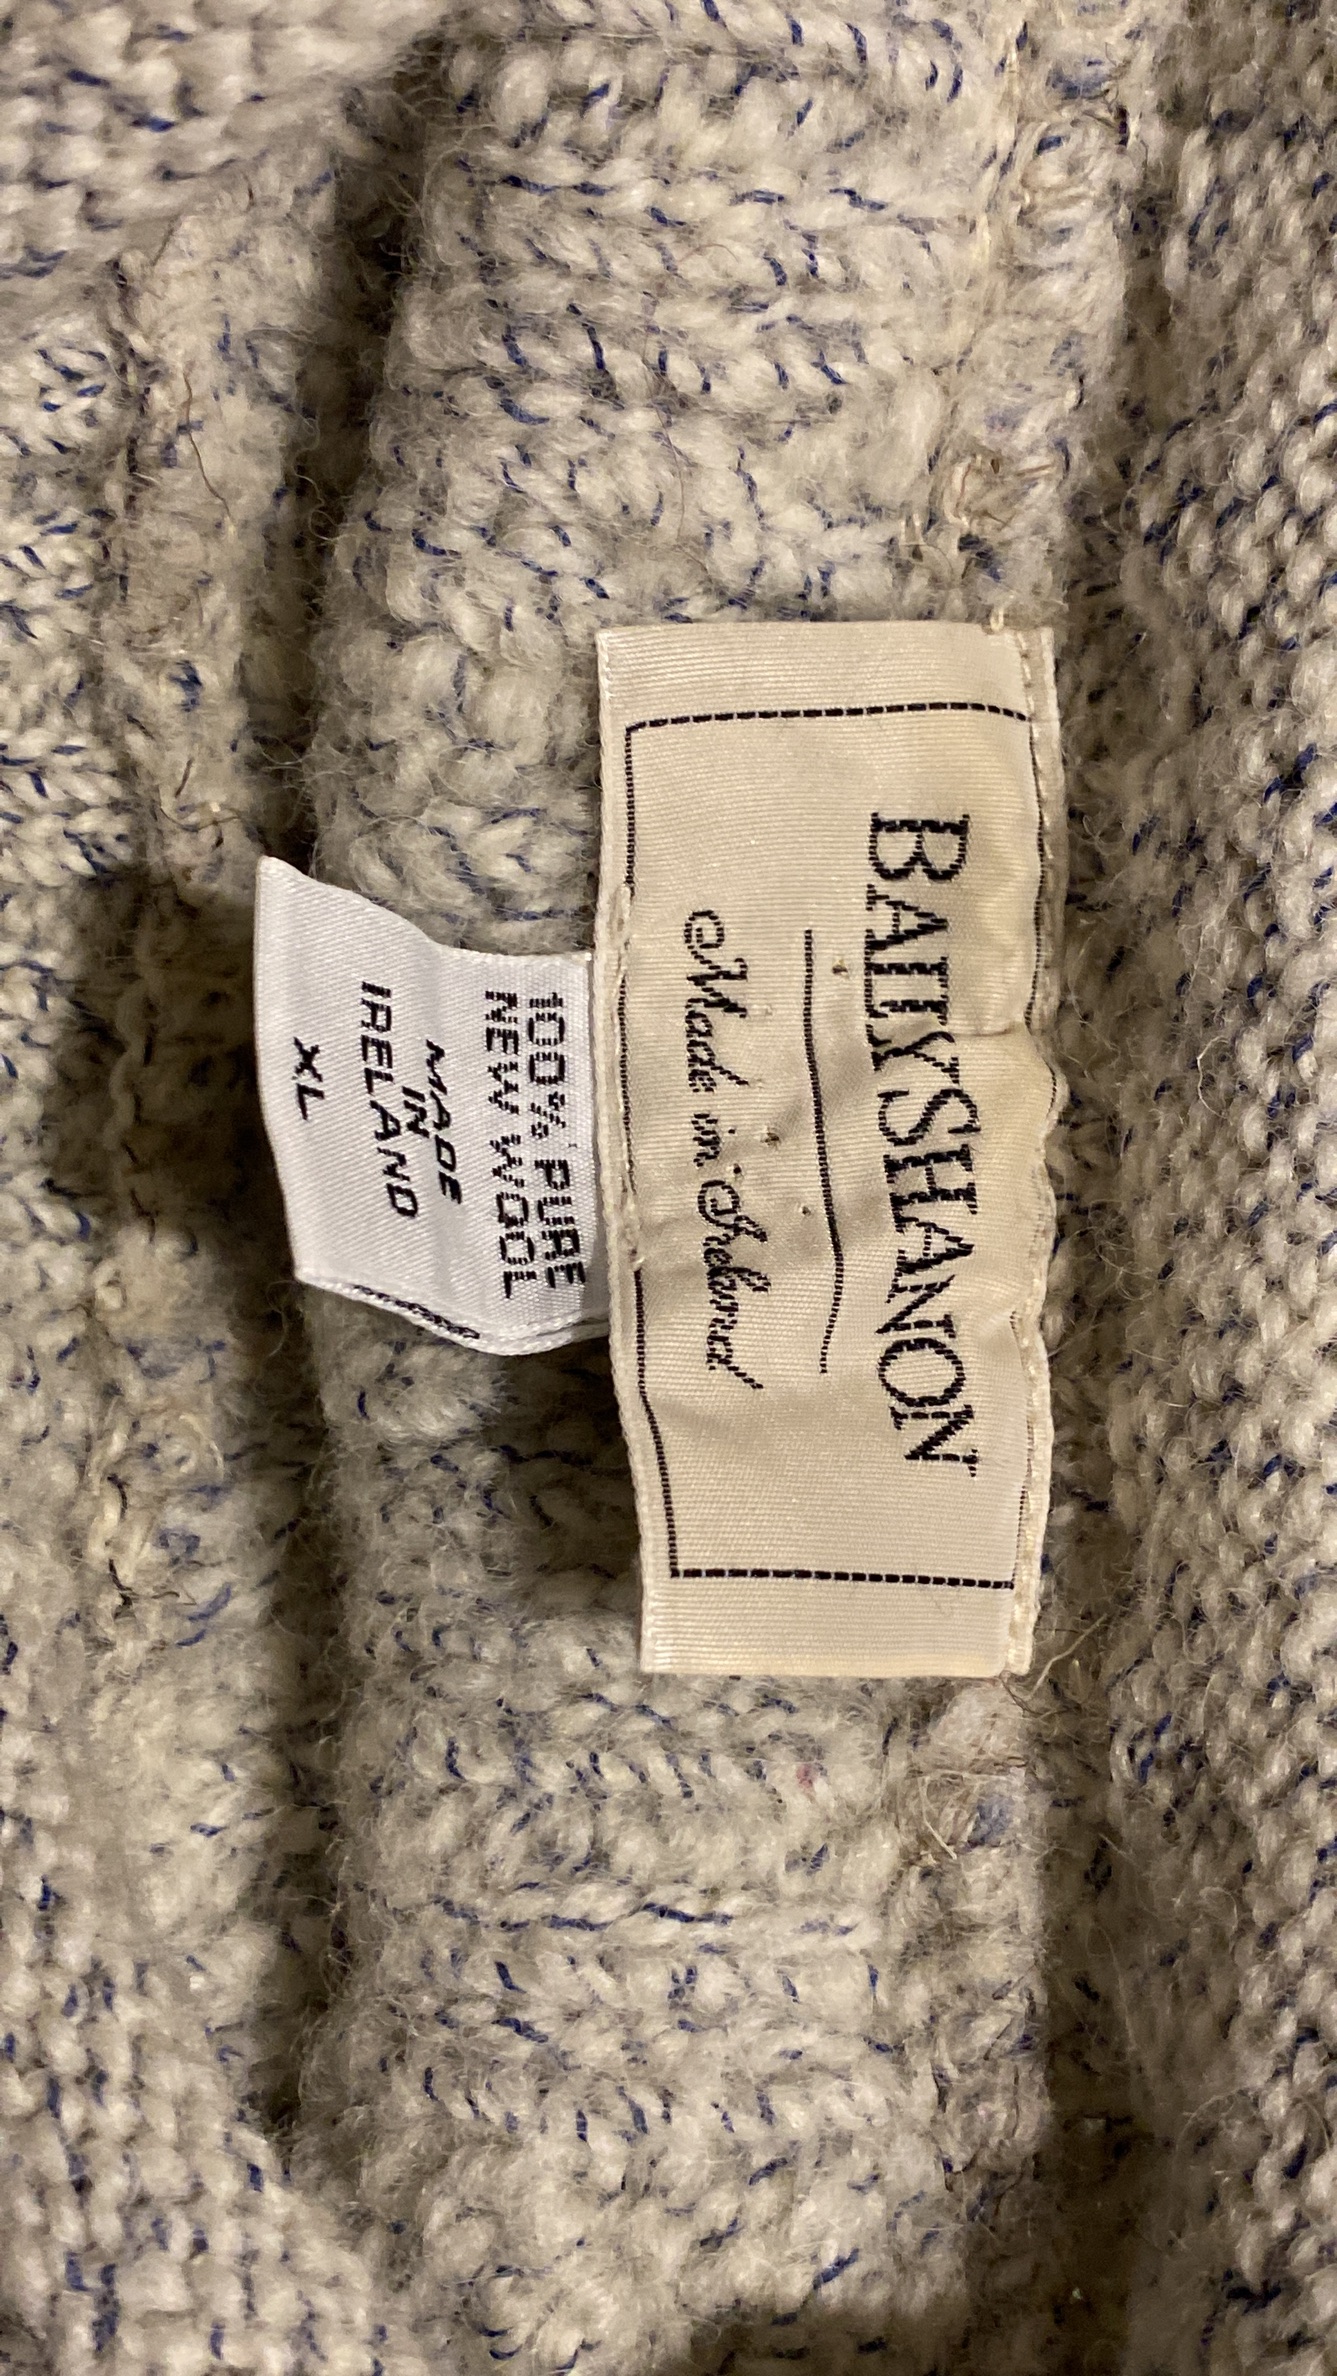 BALLYSHANON
Made in Ireland
100% PURE
NEW WOOL
MADE
IN
IRELAND
XL